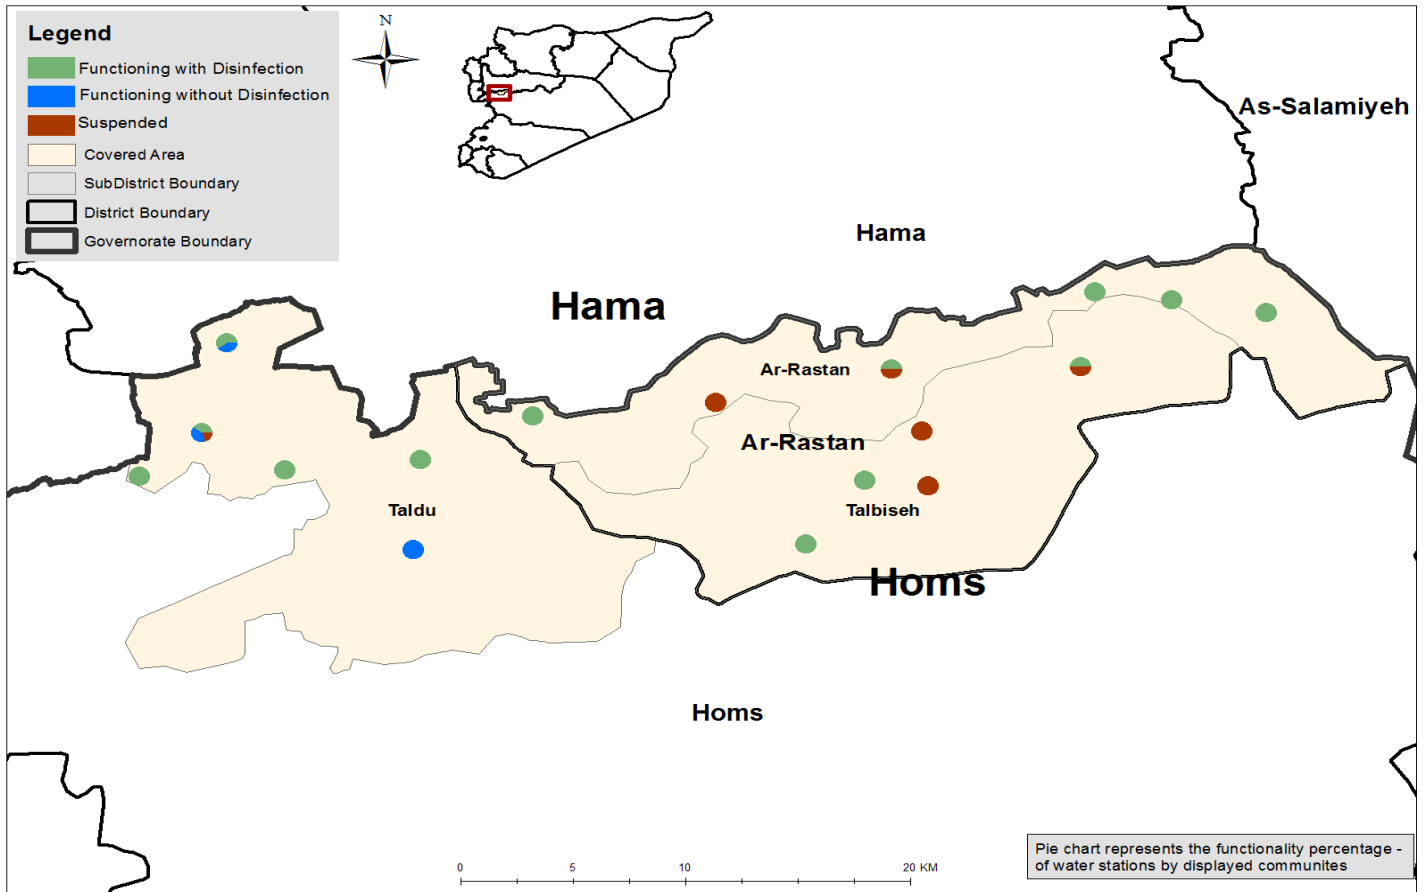 Legend
Functioning with Disinfection
Functioning without Disinfection
Suspended
Covered Area
SubDistrict Boundary
District Boundary
Governorate Boundary
N
As-Salamiyeh
Hama
Hama
Ar-Rastan
Ar-Rastan
Taldu
Talbiseh
Homs
Homs
0 5 10 20 KM
Pie chart represents the functionality percentage -
of water stations by displayed communites